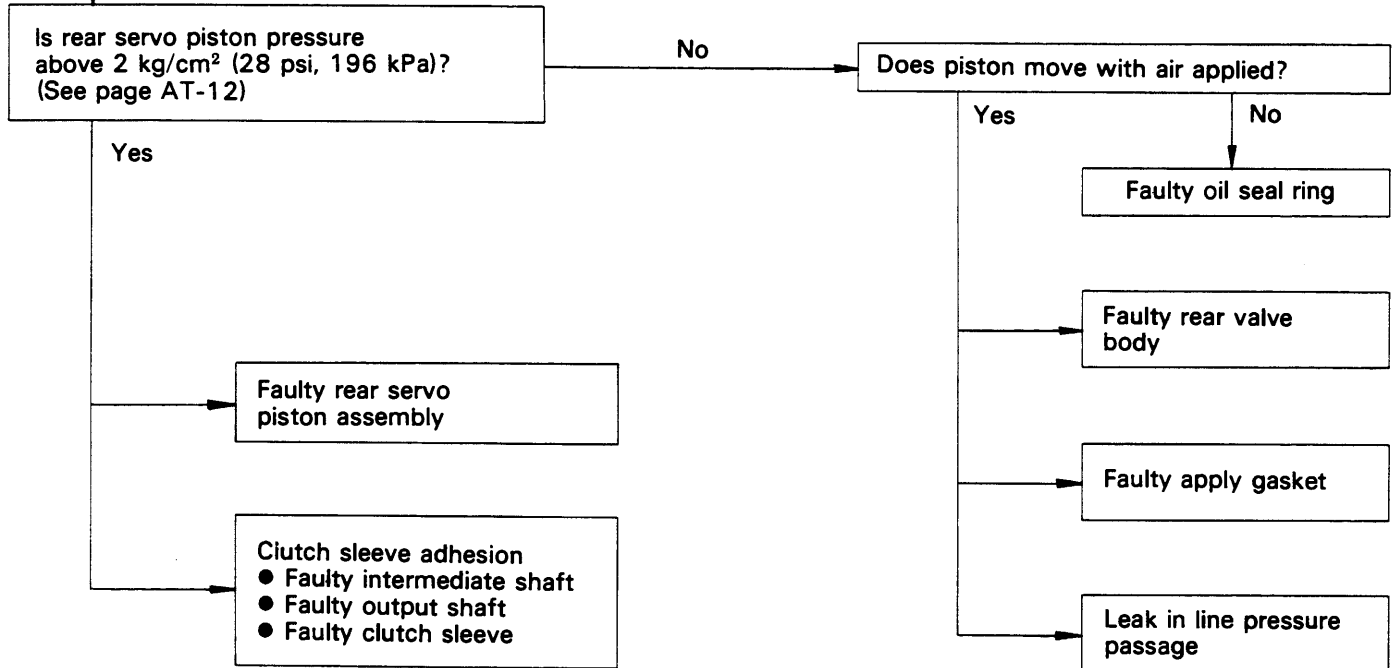 Is rear servo piston pressure
above 2 kg/cm² (28 psi, 196 kPa)?
(See page AT-12)
No
Does piston move with air applied?
Yes
Yes
No
Faulty oil seal ring
Faulty rear valve
body
Faulty rear servo
piston assembly
Faulty apply gasket
Clutch sleeve adhesion
● Faulty intermediate shaft
● Faulty output shaft
● Faulty clutch sleeve
Leak in line pressure
passage